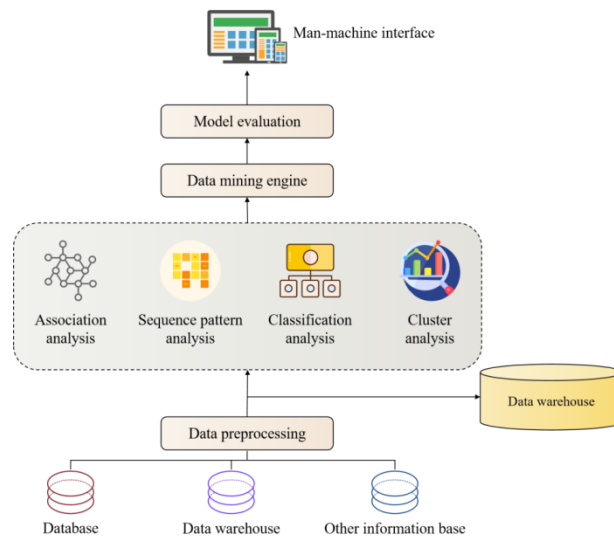 Man-machine interface
Model evaluation
Data mining engine
Association
analysis
Sequence pattern
analysis
Classification
analysis
Cluster
analysis
Data warehouse
Data preprocessing
Database
Data warehouse
Other information base